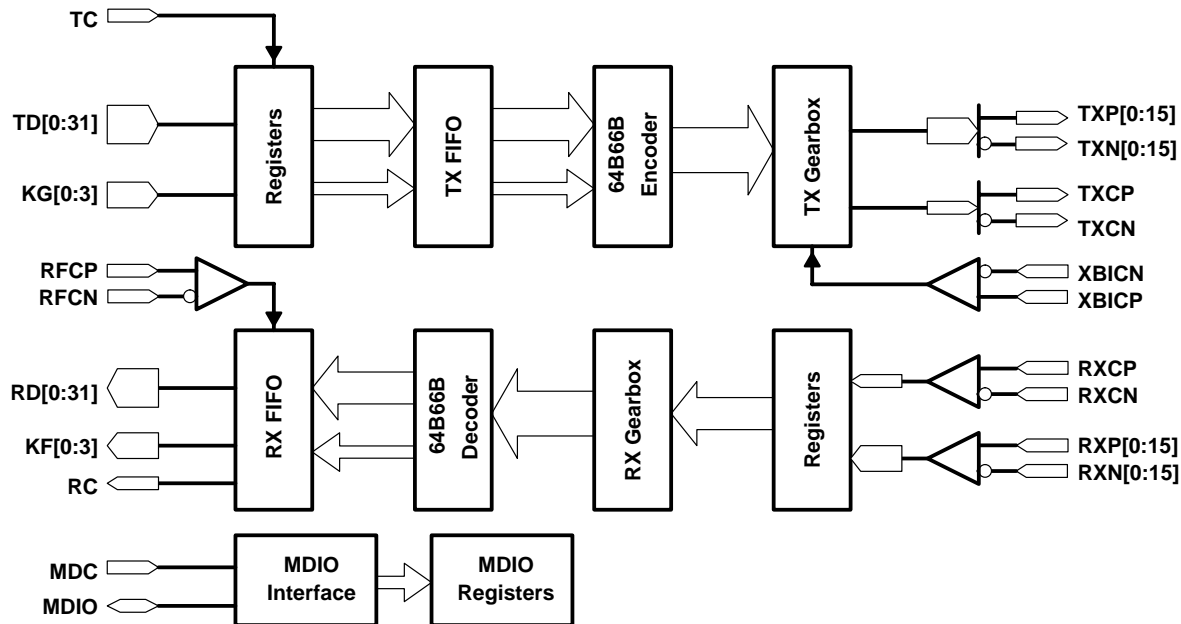 TC
TD[0:31]
KG[0:3]
Registers
TX FIFO
64B66B
Encoder
TX Gearbox
TXP[0:15]
TXN[0:15]
TXCP
TXCN
RFCP
RFCN
XBICN
XBICP
RD[0:31]
KF[0:3]
RC
RX FIFO
64B66B
Decoder
RX Gearbox
Registers
RXCP
RXCN
RXP[0:15]
RXN[0:15]
MDC
MDIO
MDIO
Interface
MDIO
Registers